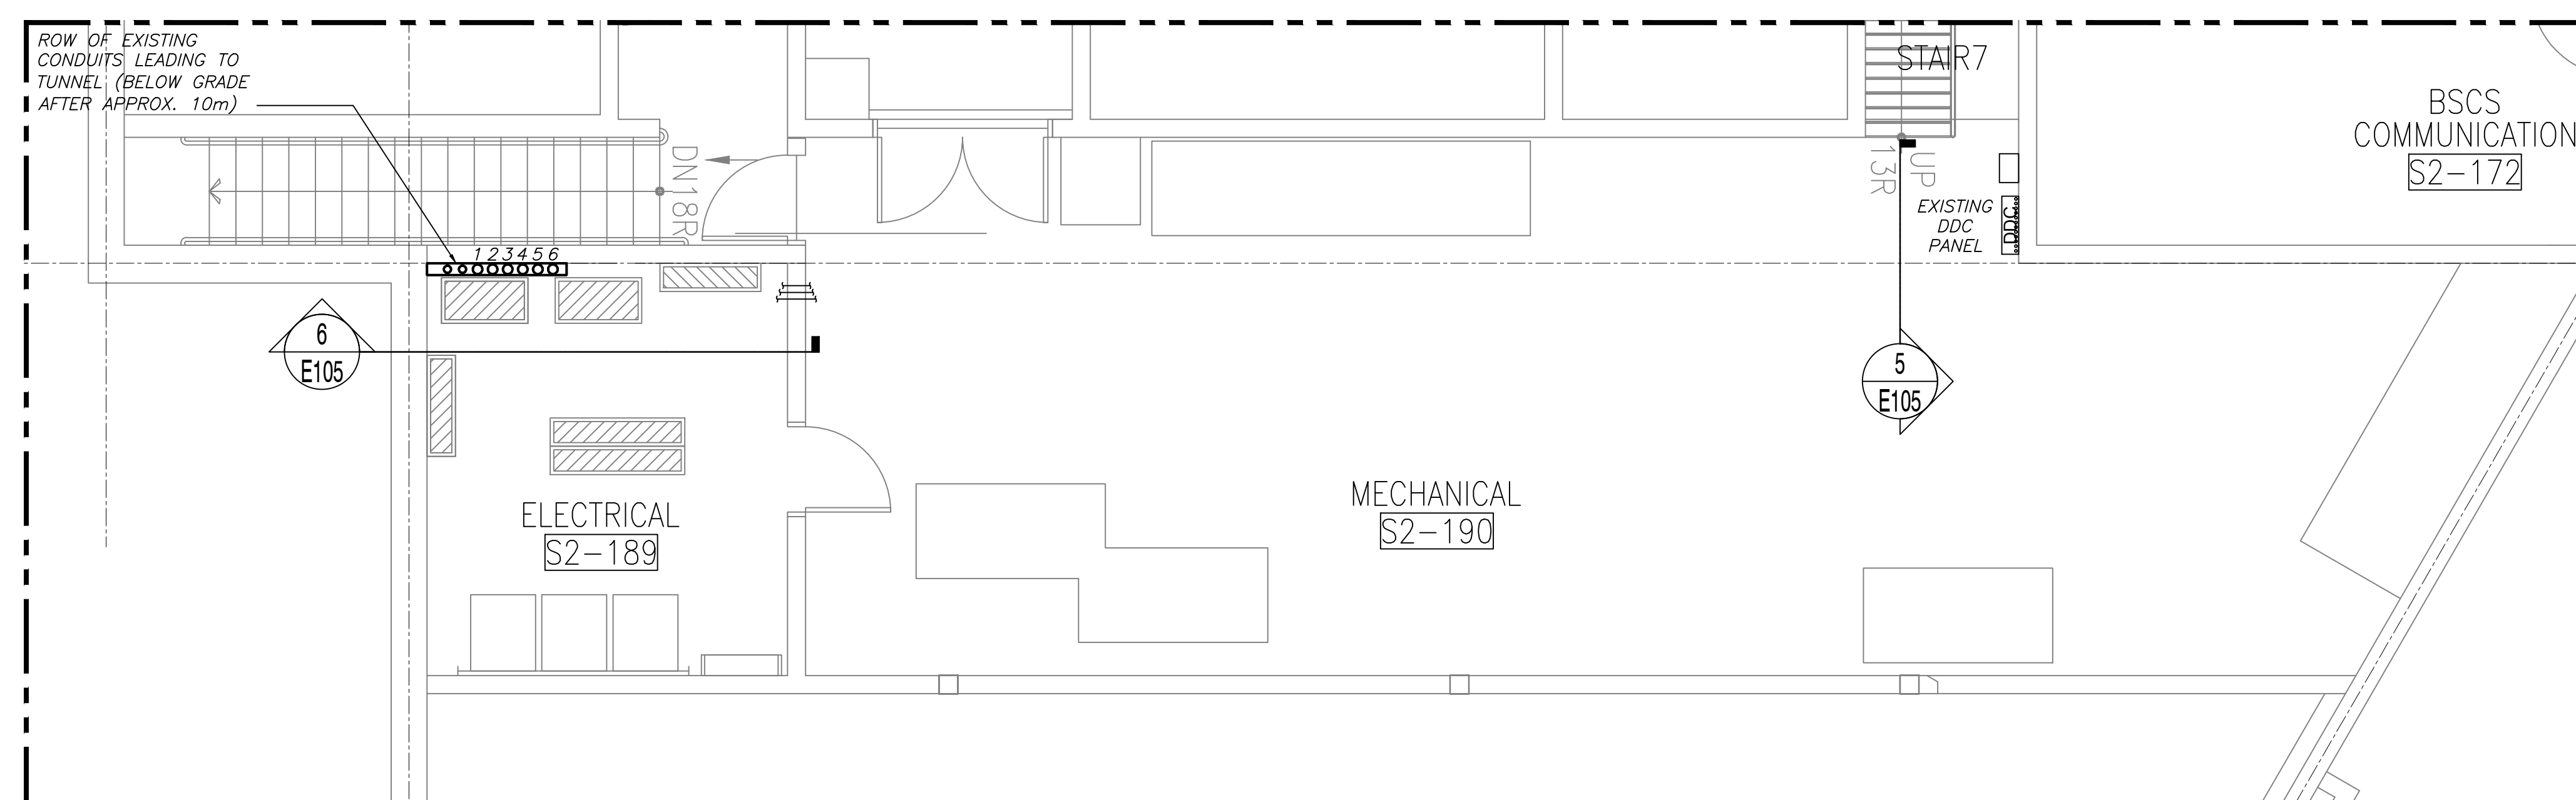 ROW OF EXISTING
CONDUITS LEADING TO
TUNNEL (BELOW GRADE
AFTER APPROX. 10m)
STAIR7
BSCS
COMMUNICATION
S2-172
DN18R
UP
13R
EXISTING
DDC
PANEL
DDC
1 2 3 4 5 6
6
E105
5
E105
ELECTRICAL
S2-189
MECHANICAL
S2-190